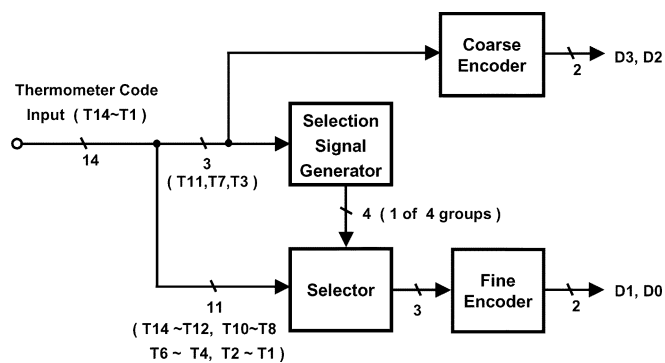 Coarse
Encoder
2
D3, D2
Thermometer Code
Input ( T14~T1 )
14
3
( T11,T7,T3 )
Selection
Signal
Generator
4 ( 1 of 4 groups )
11
( T14 ~T12, T10~T8
T6 ~ T4, T2 ~ T1 )
Selector
3
Fine
Encoder
2
D1, D0